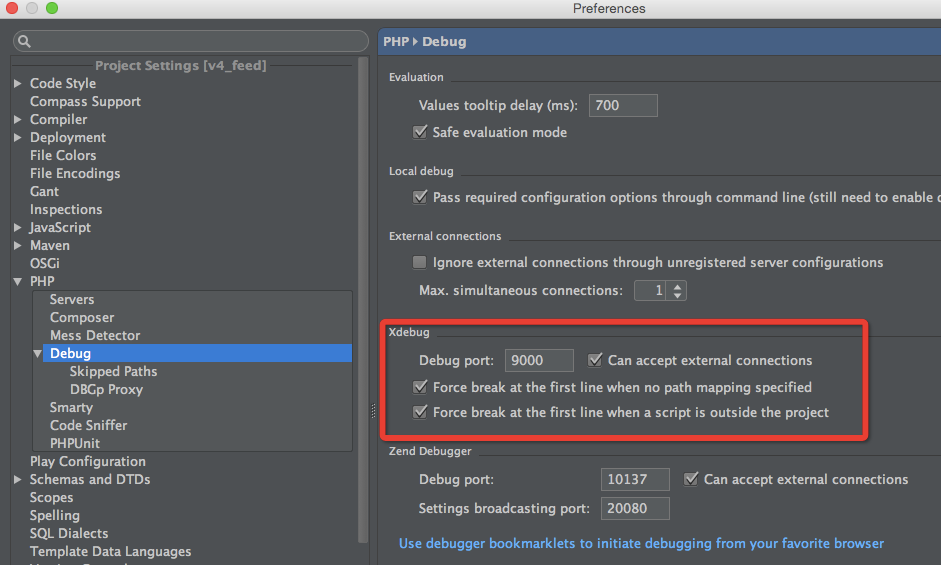 Preferences
Project Settings [v4_feed]
Code Style
Compass Support
Compiler
Deployment
File Colors
File Encodings
Gant
Inspections
JavaScript
Maven
OSGi
PHP
Servers
Composer
Mess Detector
Debug
Skipped Paths
DBGp Proxy
Smarty
Code Sniffer
PHPUnit
Play Configuration
Schemas and DTDs
Scopes
Spelling
SQL Dialects
Template Data Languages
PHP Debug
Evaluation
Values tooltip delay (ms): 700
Safe evaluation mode
Local debug
Pass required configuration options through command line (still need to enable
External connections
Ignore external connections through unregistered server configurations
Max. simultaneous connections: 1
Xdebug
Debug port: 9000 Can accept external connections
Force break at the first line when no path mapping specified
Force break at the first line when a script is outside the project
Zend Debugger
Debug port: 10137 Can accept external connections
Settings broadcasting port: 20080
Use debugger bookmarklets to initiate debugging from your favorite browser